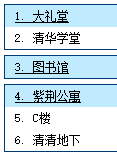 1. 大礼堂
2. 清华学堂
3. 图书馆
4. 紫荆公寓
5. C楼
6. 清清地下